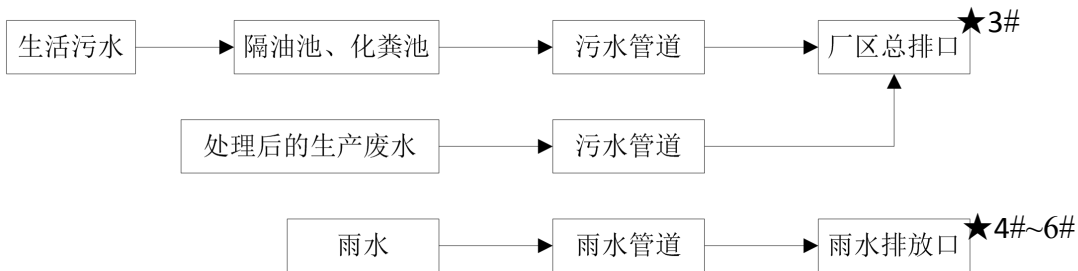 生活污水
隔油池、化粪池
污水管道
厂区总排口
★3#
处理后的生产废水
污水管道
雨水
雨水管道
雨水排放口
★4#~6#